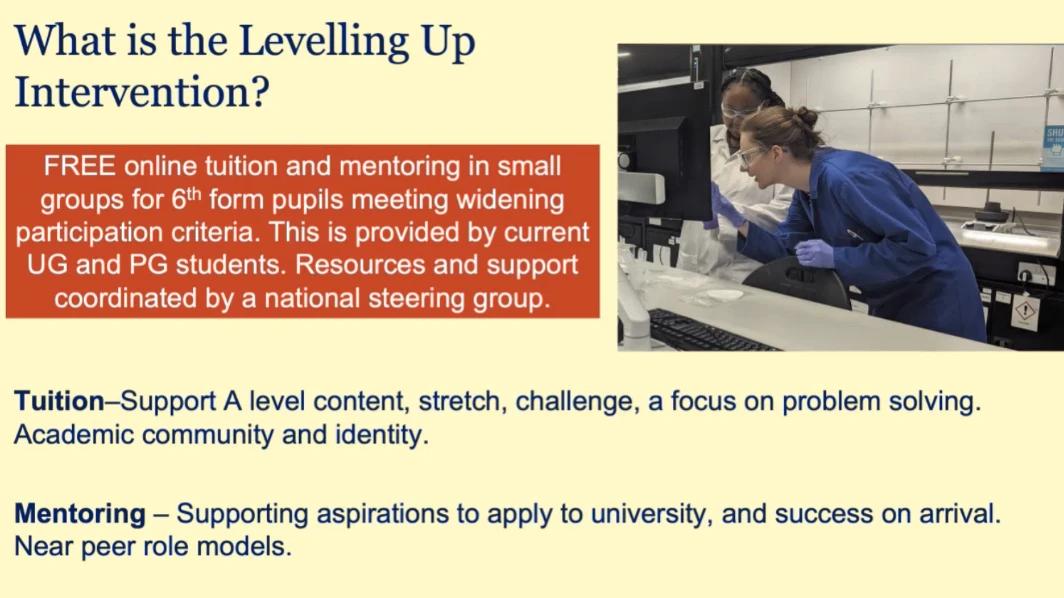 What is the Levelling Up
Intervention?
FREE online tuition and mentoring in small
groups for 6th form pupils meeting widening
participation criteria. This is provided by current
UG and PG students. Resources and support
coordinated by a national steering group.
SHU
Tuition–Support A level content, stretch, challenge, a focus on problem solving.
Academic community and identity.
Mentoring – Supporting aspirations to apply to university, and success on arrival.
Near peer role models.